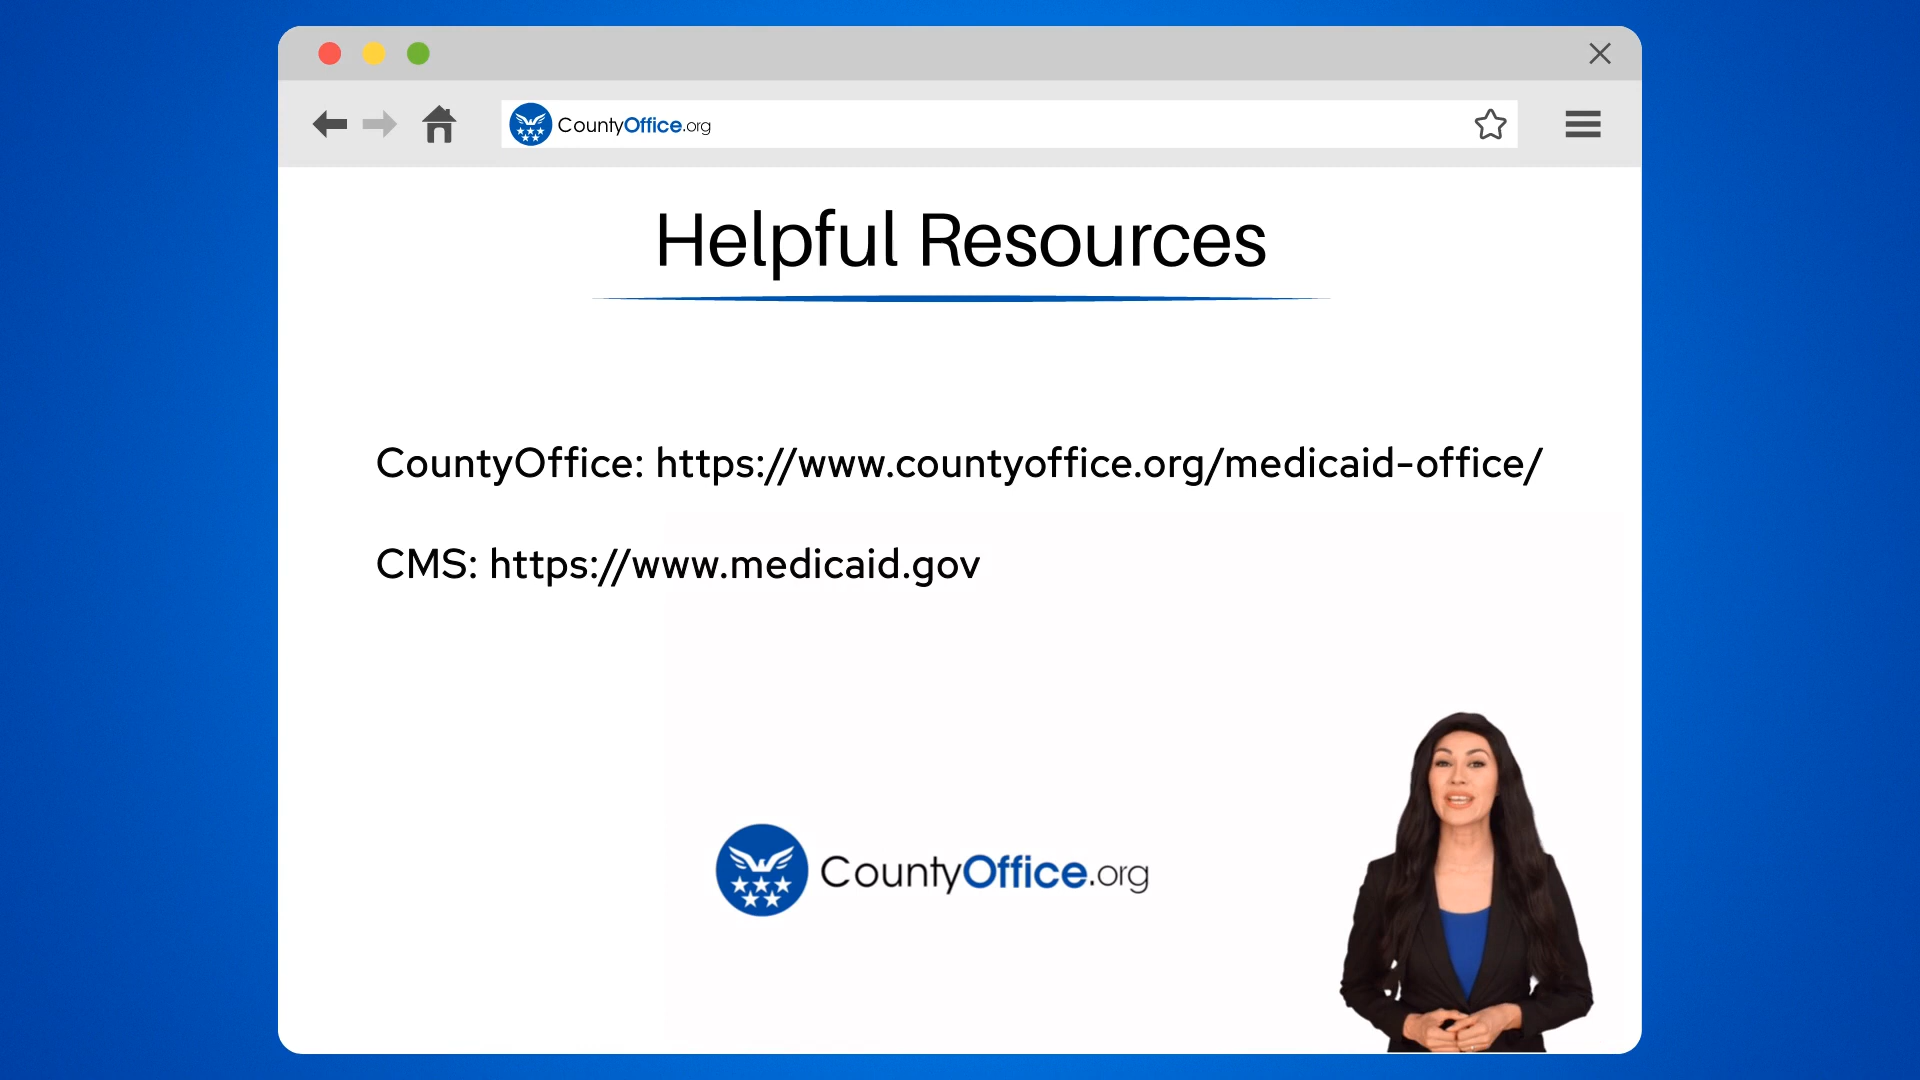 CountyOffice.org
Helpful Resources
CountyOffice: https://www.countyoffice.org/medicaid-office/
CMS: https://www.medicaid.gov
CountyOffice.org